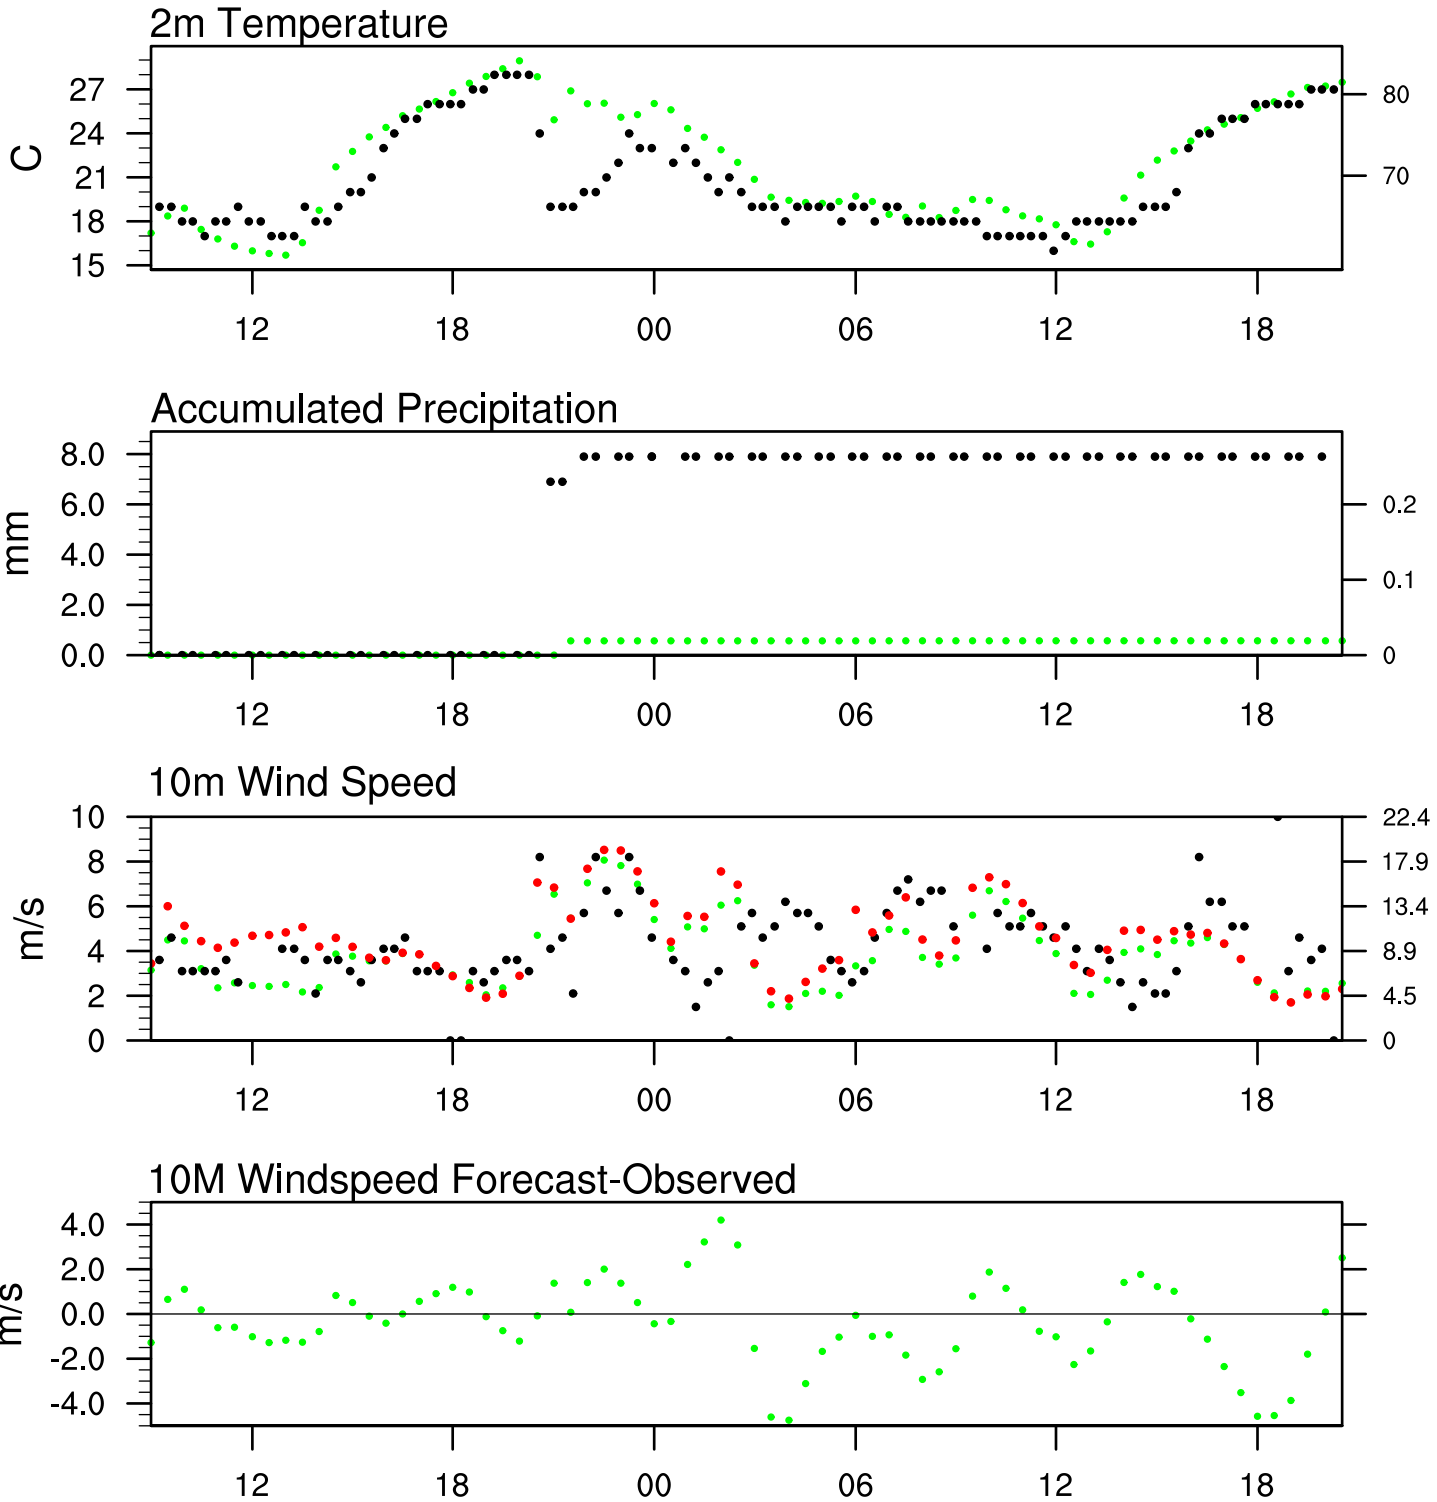 2m Temperature
27
24
21
18
15
C
80
70
12 18 00 06 12 18
Accumulated Precipitation
8.0
6.0
4.0
2.0
0.0
mm
0.2
0.1
0
12 18 00 06 12 18
10m Wind Speed
10
8
6
4
2
0
m/s
22.4
17.9
13.4
8.9
4.5
0
12 18 00 06 12 18
10M Windspeed Forecast-Observed
4.0
2.0
0.0
-2.0
-4.0
m/s
12 18 00 06 12 18